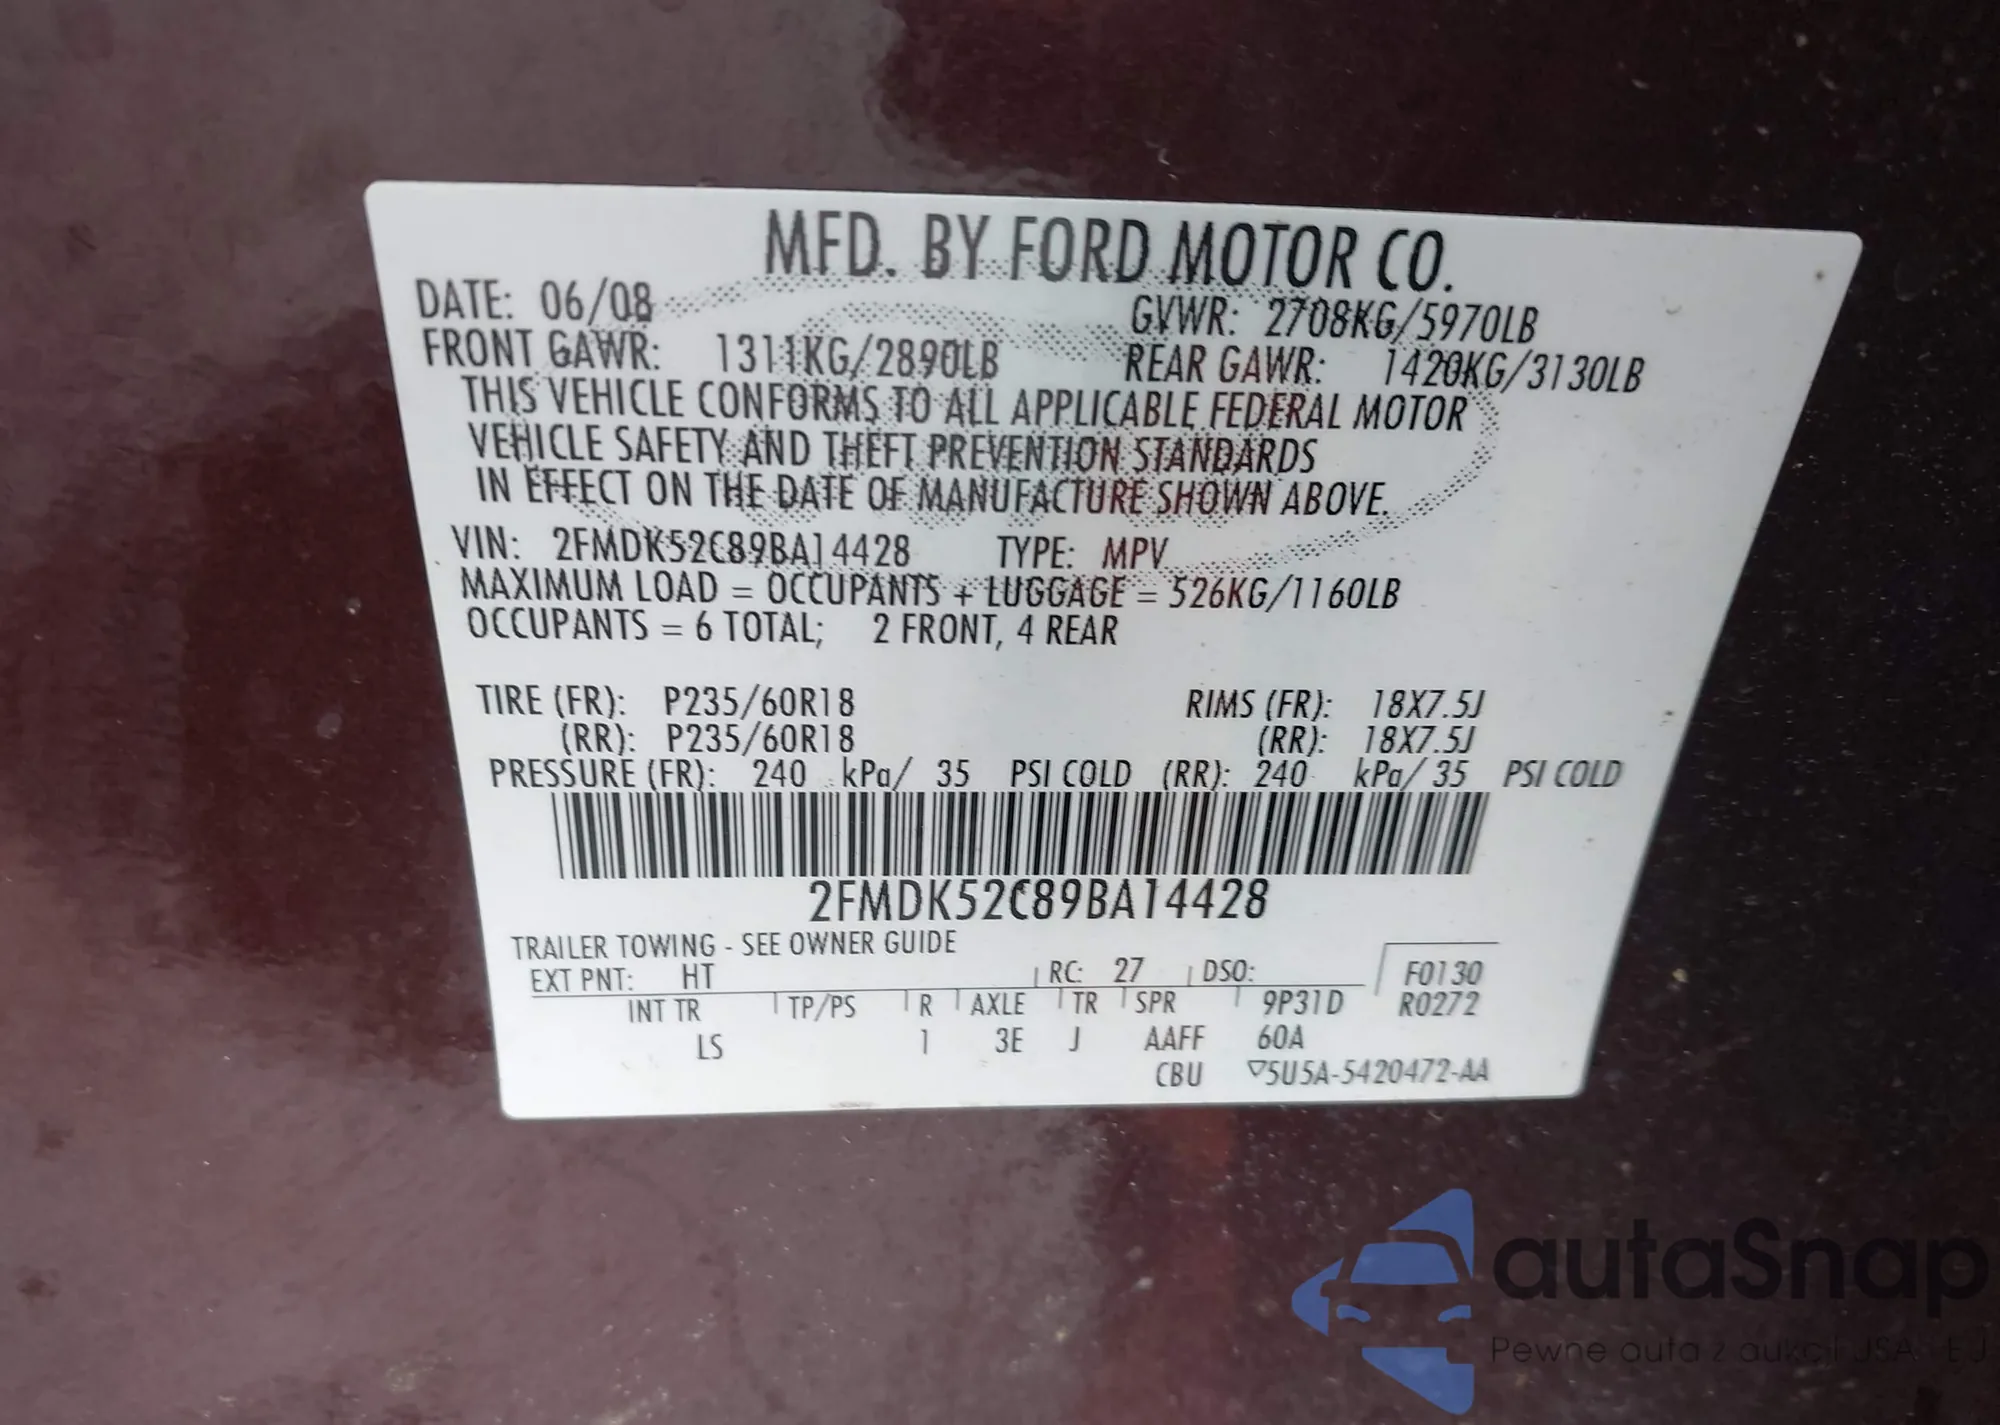 MFD. BY FORD MOTOR CO.
DATE: 06/08 GVWR: 2708KG/5970LB
FRONT GAWR: 1311KG/2890LB REAR GAWR: 1420KG/3130LB
THIS VEHICLE CONFORMS TO ALL APPLICABLE FEDERAL MOTOR
VEHICLE SAFETY AND THEFT PREVENTION STANDARDS
IN EFFECT ON THE DATE OF MANUFACTURE SHOWN ABOVE.
VIN: 2FMDK52C89BA14428 TYPE: MPV
MAXIMUM LOAD = OCCUPANTS + LUGGAGE = 526KG/1160LB
OCCUPANTS = 6 TOTAL; 2 FRONT, 4 REAR
TIRE (FR): P235/60R18 RIMS (FR): 18X7.5J
(RR): P235/60R18 (RR): 18X7.5J
PRESSURE (FR): 240 kPa/ 35 PSI COLD (RR): 240 kPa/ 35 PSI COLD
2FMDK52C89BA14428
TRAILER TOWING - SEE OWNER GUIDE
EXT PNT: HT RC: 27 DSO: F0130
INT TR TP/PS R AXLE TR SPR 9P31D R0272
LS 1 3E J AAFF 60A
CBU ▽5U5A-5420472-AA
autaSnap
Pewne auta z aukcji USA